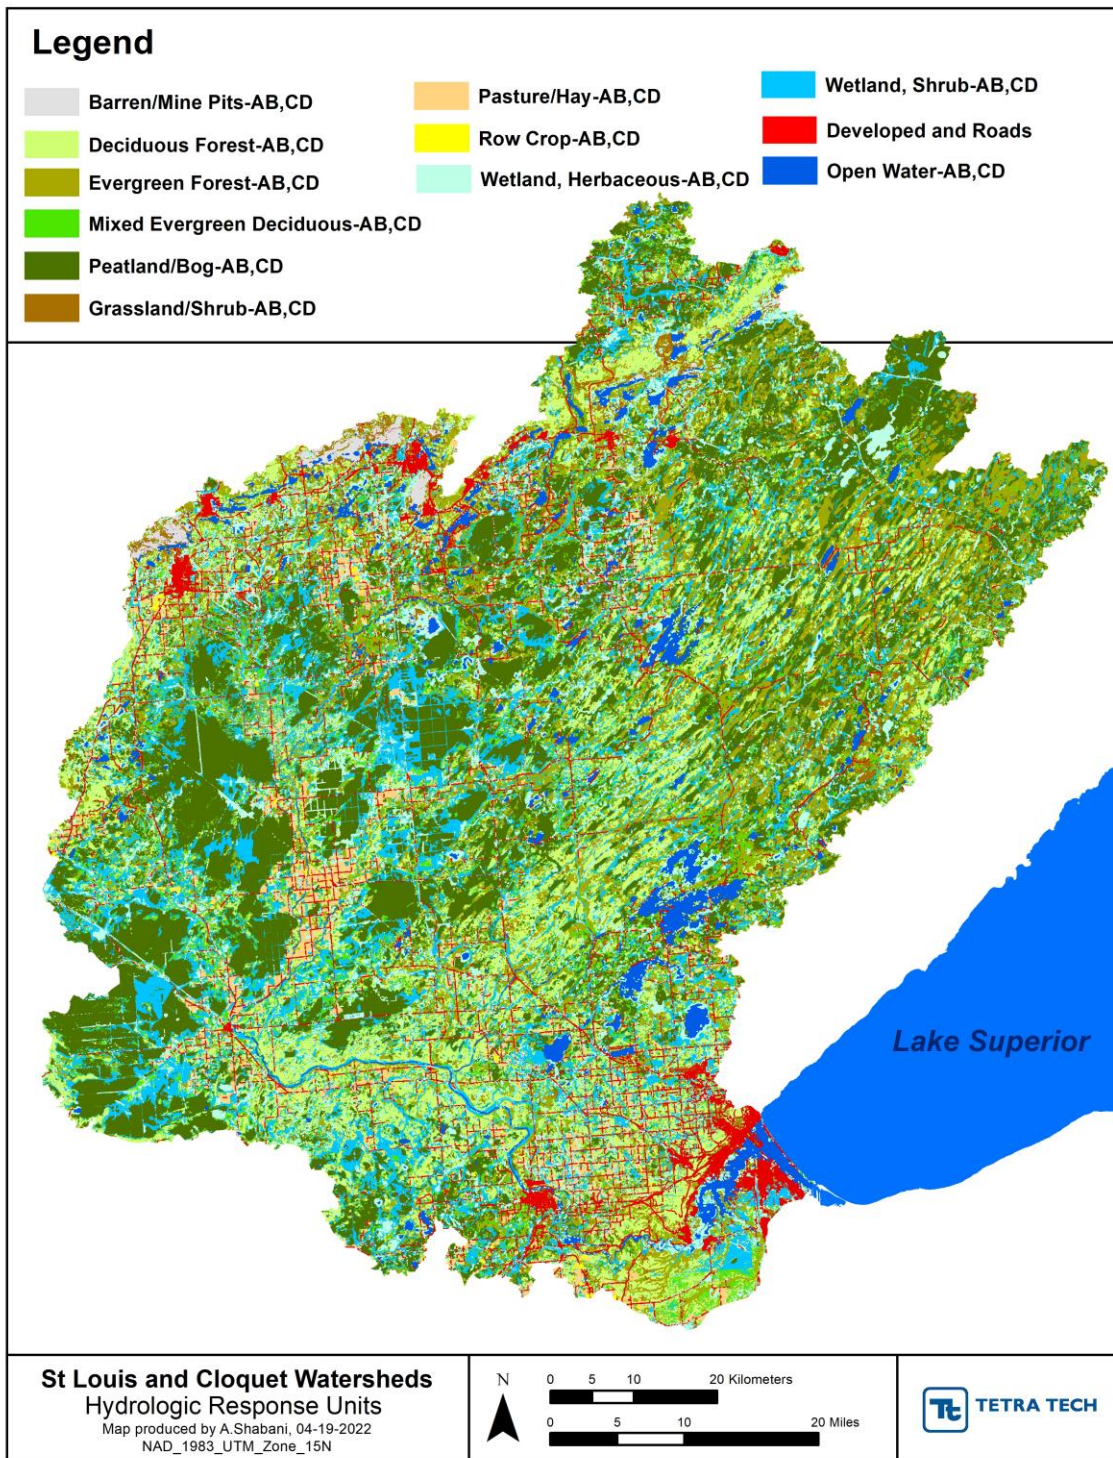 Legend
Barren/Mine Pits-AB,CD
Deciduous Forest-AB,CD
Evergreen Forest-AB,CD
Mixed Evergreen Deciduous-AB,CD
Peatland/Bog-AB,CD
Grassland/Shrub-AB,CD
Pasture/Hay-AB,CD
Row Crop-AB,CD
Wetland, Herbaceous-AB,CD
Wetland, Shrub-AB,CD
Developed and Roads
Open Water-AB,CD
Lake Superior
St Louis and Cloquet Watersheds
Hydrologic Response Units
Map produced by A.Shabani, 04-19-2022
NAD_1983_UTM_Zone_15N
N
0 5 10 20 Kilometers
0 5 10 20 Miles
Tt
TETRA TECH